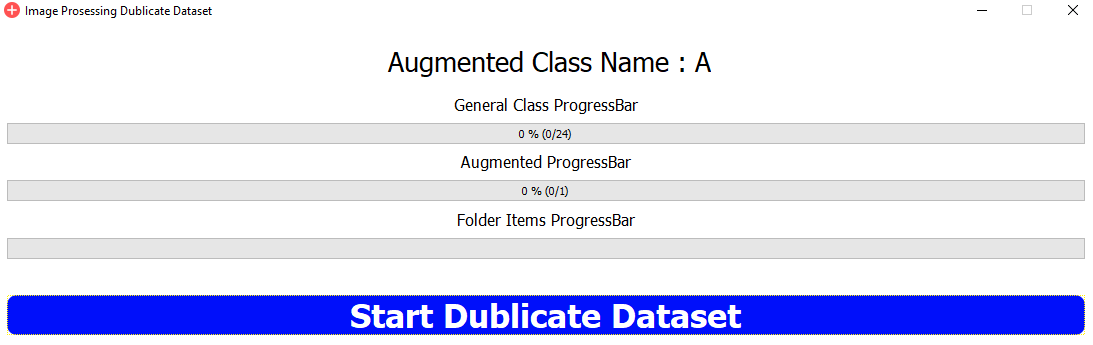 Image Prosessing Dublicate Dataset
Augmented Class Name : A
General Class ProgressBar
0 % (0/24)
Augmented ProgressBar
0 % (0/1)
Folder Items ProgressBar
Start Dublicate Dataset